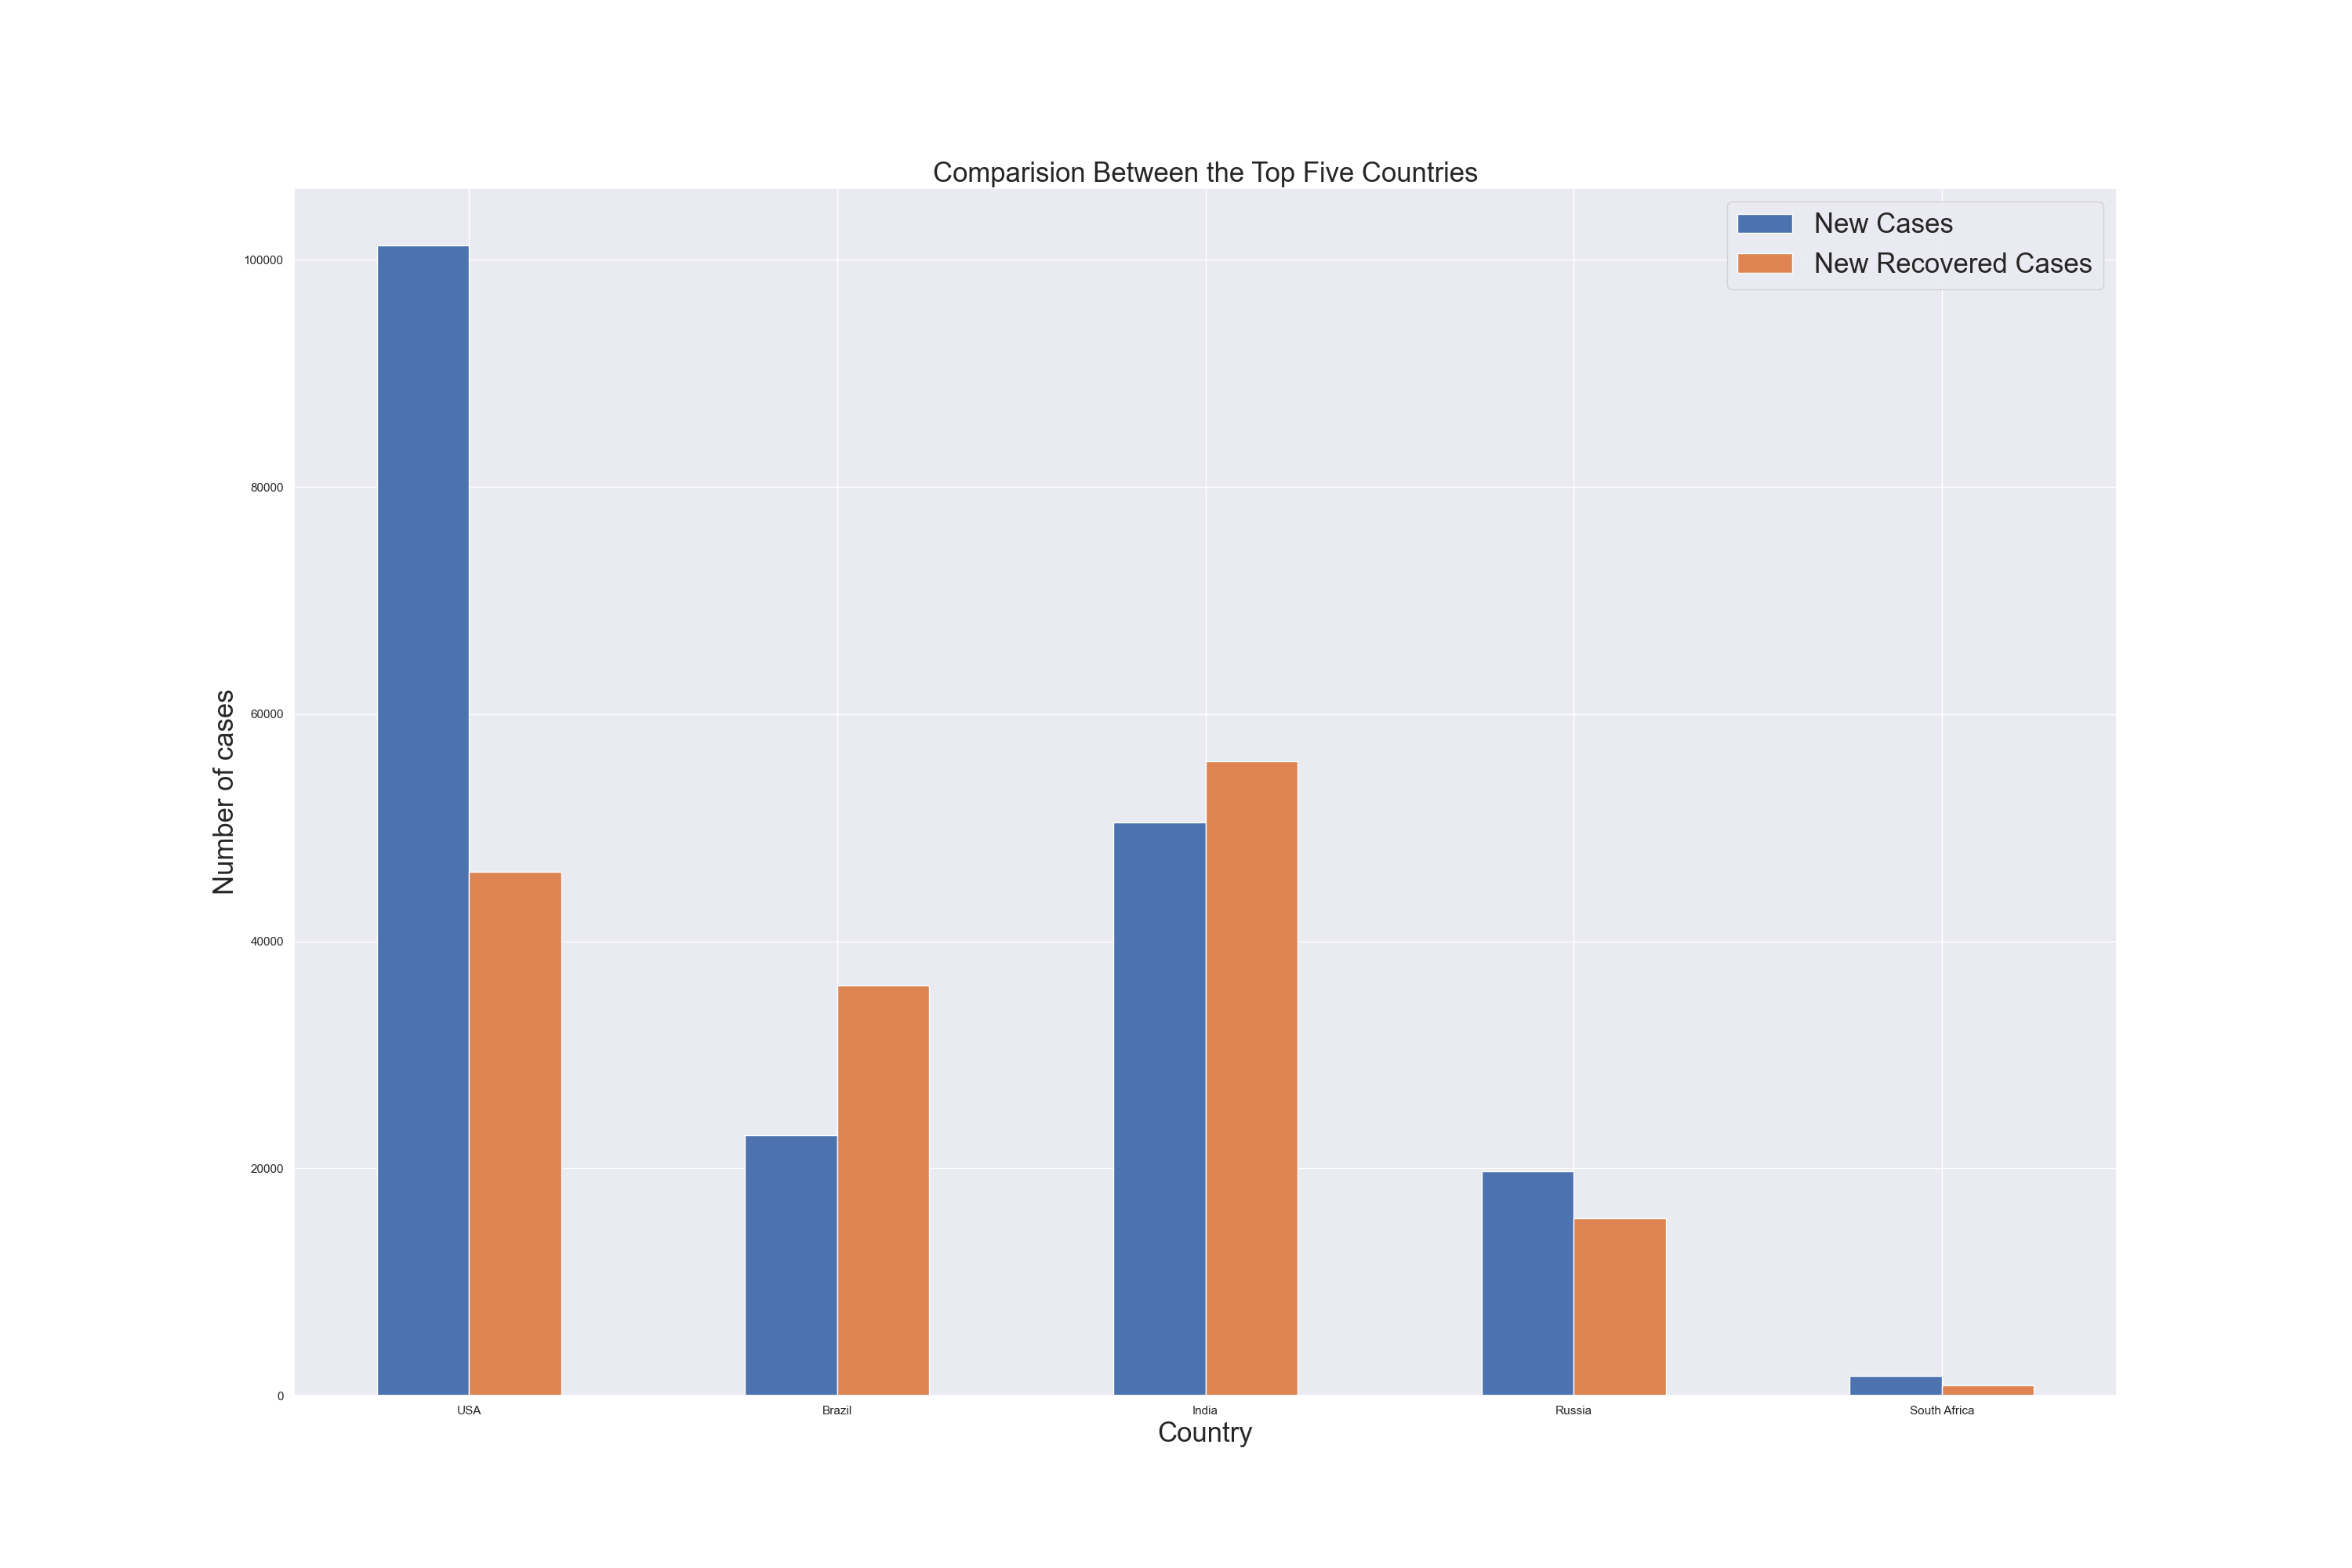 Comparision Between the Top Five Countries
New Cases
New Recovered Cases
100000
80000
60000
40000
20000
0
Number of cases
USA
Brazil
India
Russia
South Africa
Country